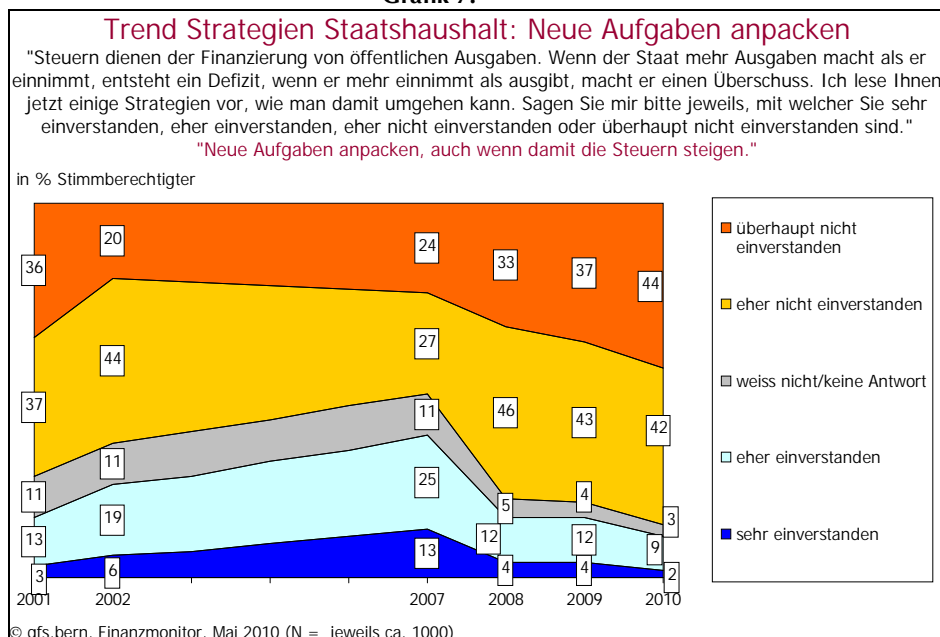 Grafik 7:
Trend Strategien Staatshaushalt: Neue Aufgaben anpacken
"Steuern dienen der Finanzierung von öffentlichen Ausgaben. Wenn der Staat mehr Ausgaben macht als er
einnimmt, entsteht ein Defizit, wenn er mehr einnimmt als ausgibt, macht er einen Überschuss. Ich lese Ihnen
jetzt einige Strategien vor, wie man damit umgehen kann. Sagen Sie mir bitte jeweils, mit welcher Sie sehr
einverstanden, eher einverstanden, eher nicht einverstanden oder überhaupt nicht einverstanden sind."
"Neue Aufgaben anpacken, auch wenn damit die Steuern steigen."
in % Stimmberechtigter
36 20 24 33 37 44
37 44 27 46 43 42
11 11 11 5 4 3
13 19 25 12 12 9
3 6 13 4 4 2
2001 2002 2007 2008 2009 2010
überhaupt nicht
einverstanden
eher nicht einverstanden
weiss nicht/keine Antwort
eher einverstanden
sehr einverstanden
© gfs.bern, Finanzmonitor, Mai 2010 (N = jeweils ca. 1000)